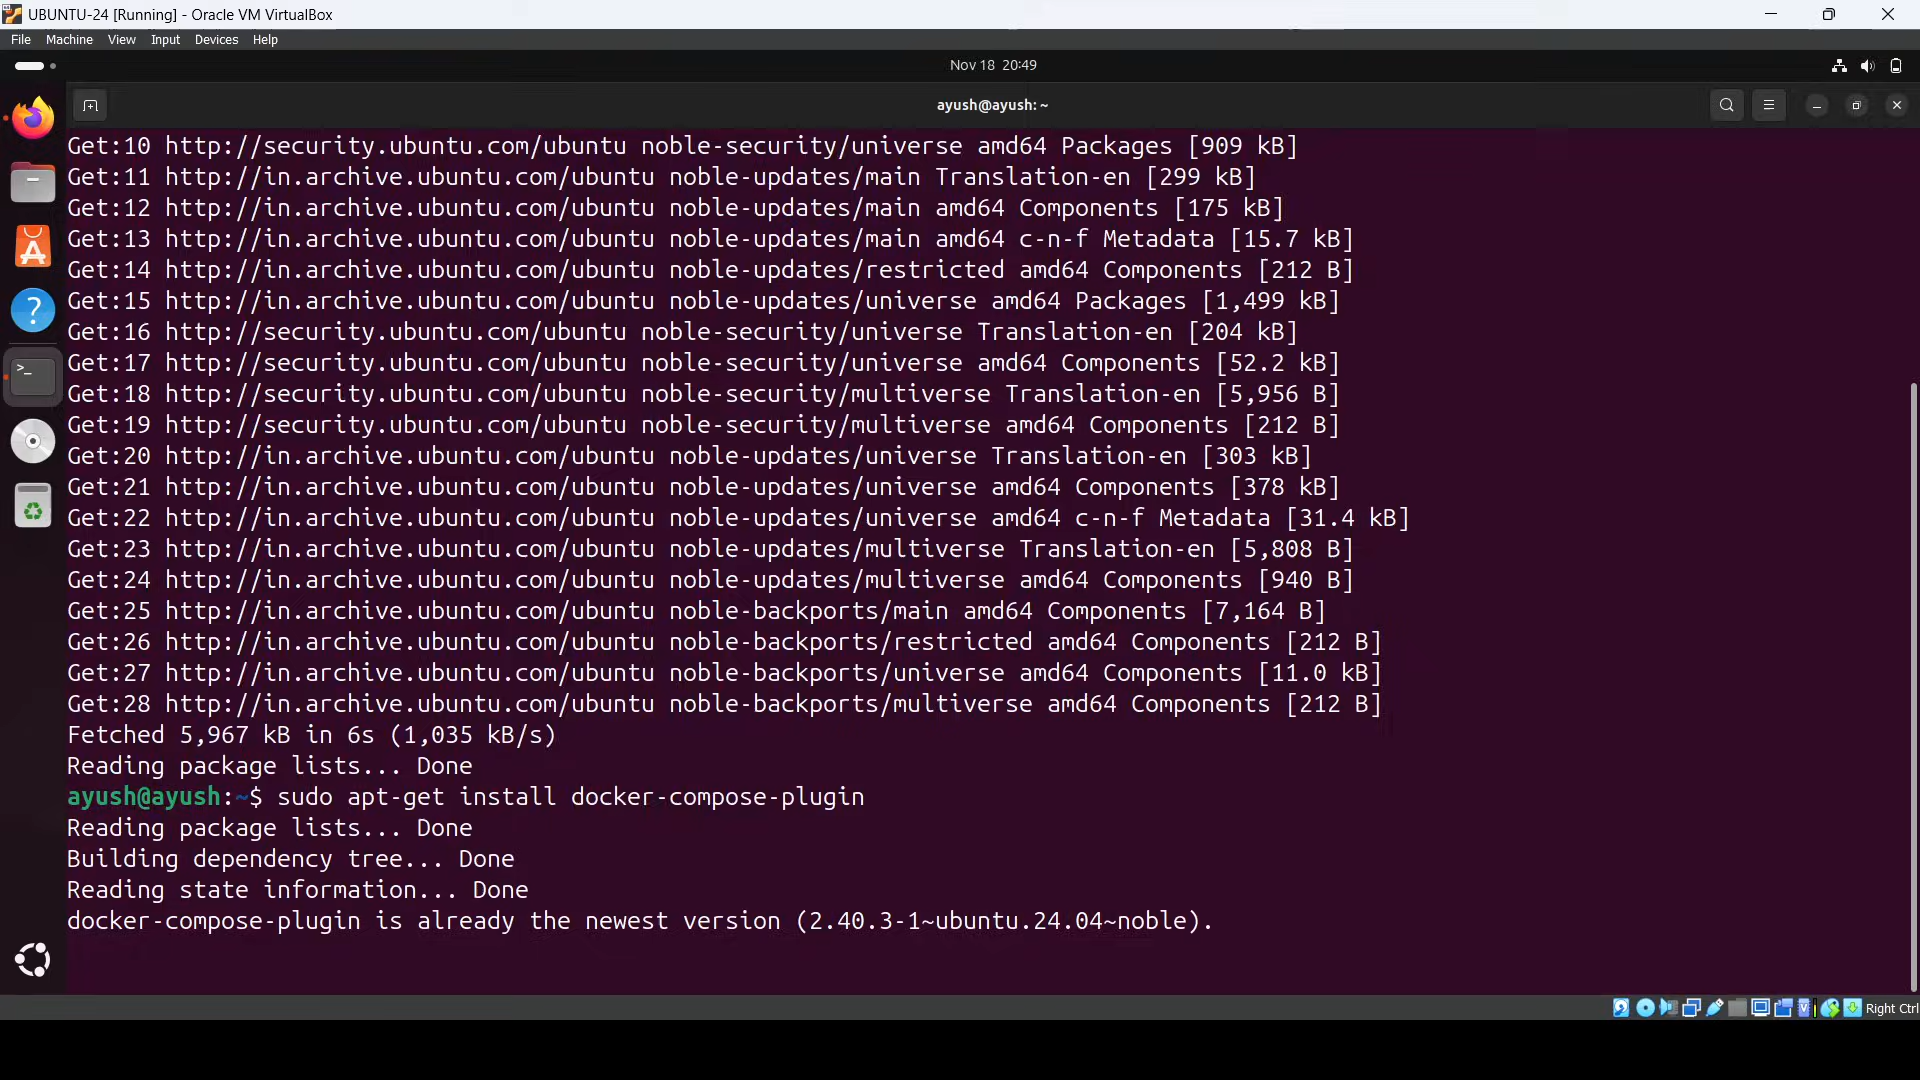 UBUNTU-24 [Running] - Oracle VM VirtualBox
File Machine View Input Devices Help
Nov 18 20:49
ayush@ayush: ~
Get:10 http://security.ubuntu.com/ubuntu noble-security/universe amd64 Packages [909 kB]
Get:11 http://in.archive.ubuntu.com/ubuntu noble-updates/main Translation-en [299 kB]
Get:12 http://in.archive.ubuntu.com/ubuntu noble-updates/main amd64 Components [175 kB]
Get:13 http://in.archive.ubuntu.com/ubuntu noble-updates/main amd64 c-n-f Metadata [15.7 kB]
Get:14 http://in.archive.ubuntu.com/ubuntu noble-updates/restricted amd64 Components [212 B]
Get:15 http://in.archive.ubuntu.com/ubuntu noble-updates/universe amd64 Packages [1,499 kB]
Get:16 http://security.ubuntu.com/ubuntu noble-security/universe Translation-en [204 kB]
Get:17 http://security.ubuntu.com/ubuntu noble-security/universe amd64 Components [52.2 kB]
Get:18 http://security.ubuntu.com/ubuntu noble-security/multiverse Translation-en [5,956 B]
Get:19 http://security.ubuntu.com/ubuntu noble-security/multiverse amd64 Components [212 B]
Get:20 http://in.archive.ubuntu.com/ubuntu noble-updates/universe Translation-en [303 kB]
Get:21 http://in.archive.ubuntu.com/ubuntu noble-updates/universe amd64 Components [378 kB]
Get:22 http://in.archive.ubuntu.com/ubuntu noble-updates/universe amd64 c-n-f Metadata [31.4 kB]
Get:23 http://in.archive.ubuntu.com/ubuntu noble-updates/multiverse Translation-en [5,808 B]
Get:24 http://in.archive.ubuntu.com/ubuntu noble-updates/multiverse amd64 Components [940 B]
Get:25 http://in.archive.ubuntu.com/ubuntu noble-backports/main amd64 Components [7,164 B]
Get:26 http://in.archive.ubuntu.com/ubuntu noble-backports/restricted amd64 Components [212 B]
Get:27 http://in.archive.ubuntu.com/ubuntu noble-backports/universe amd64 Components [11.0 kB]
Get:28 http://in.archive.ubuntu.com/ubuntu noble-backports/multiverse amd64 Components [212 B]
Fetched 5,967 kB in 6s (1,035 kB/s)
Reading package lists... Done
ayush@ayush:~$ sudo apt-get install docker-compose-plugin
Reading package lists... Done
Building dependency tree... Done
Reading state information... Done
docker-compose-plugin is already the newest version (2.40.3-1~ubuntu.24.04~noble).
Right Ctrl